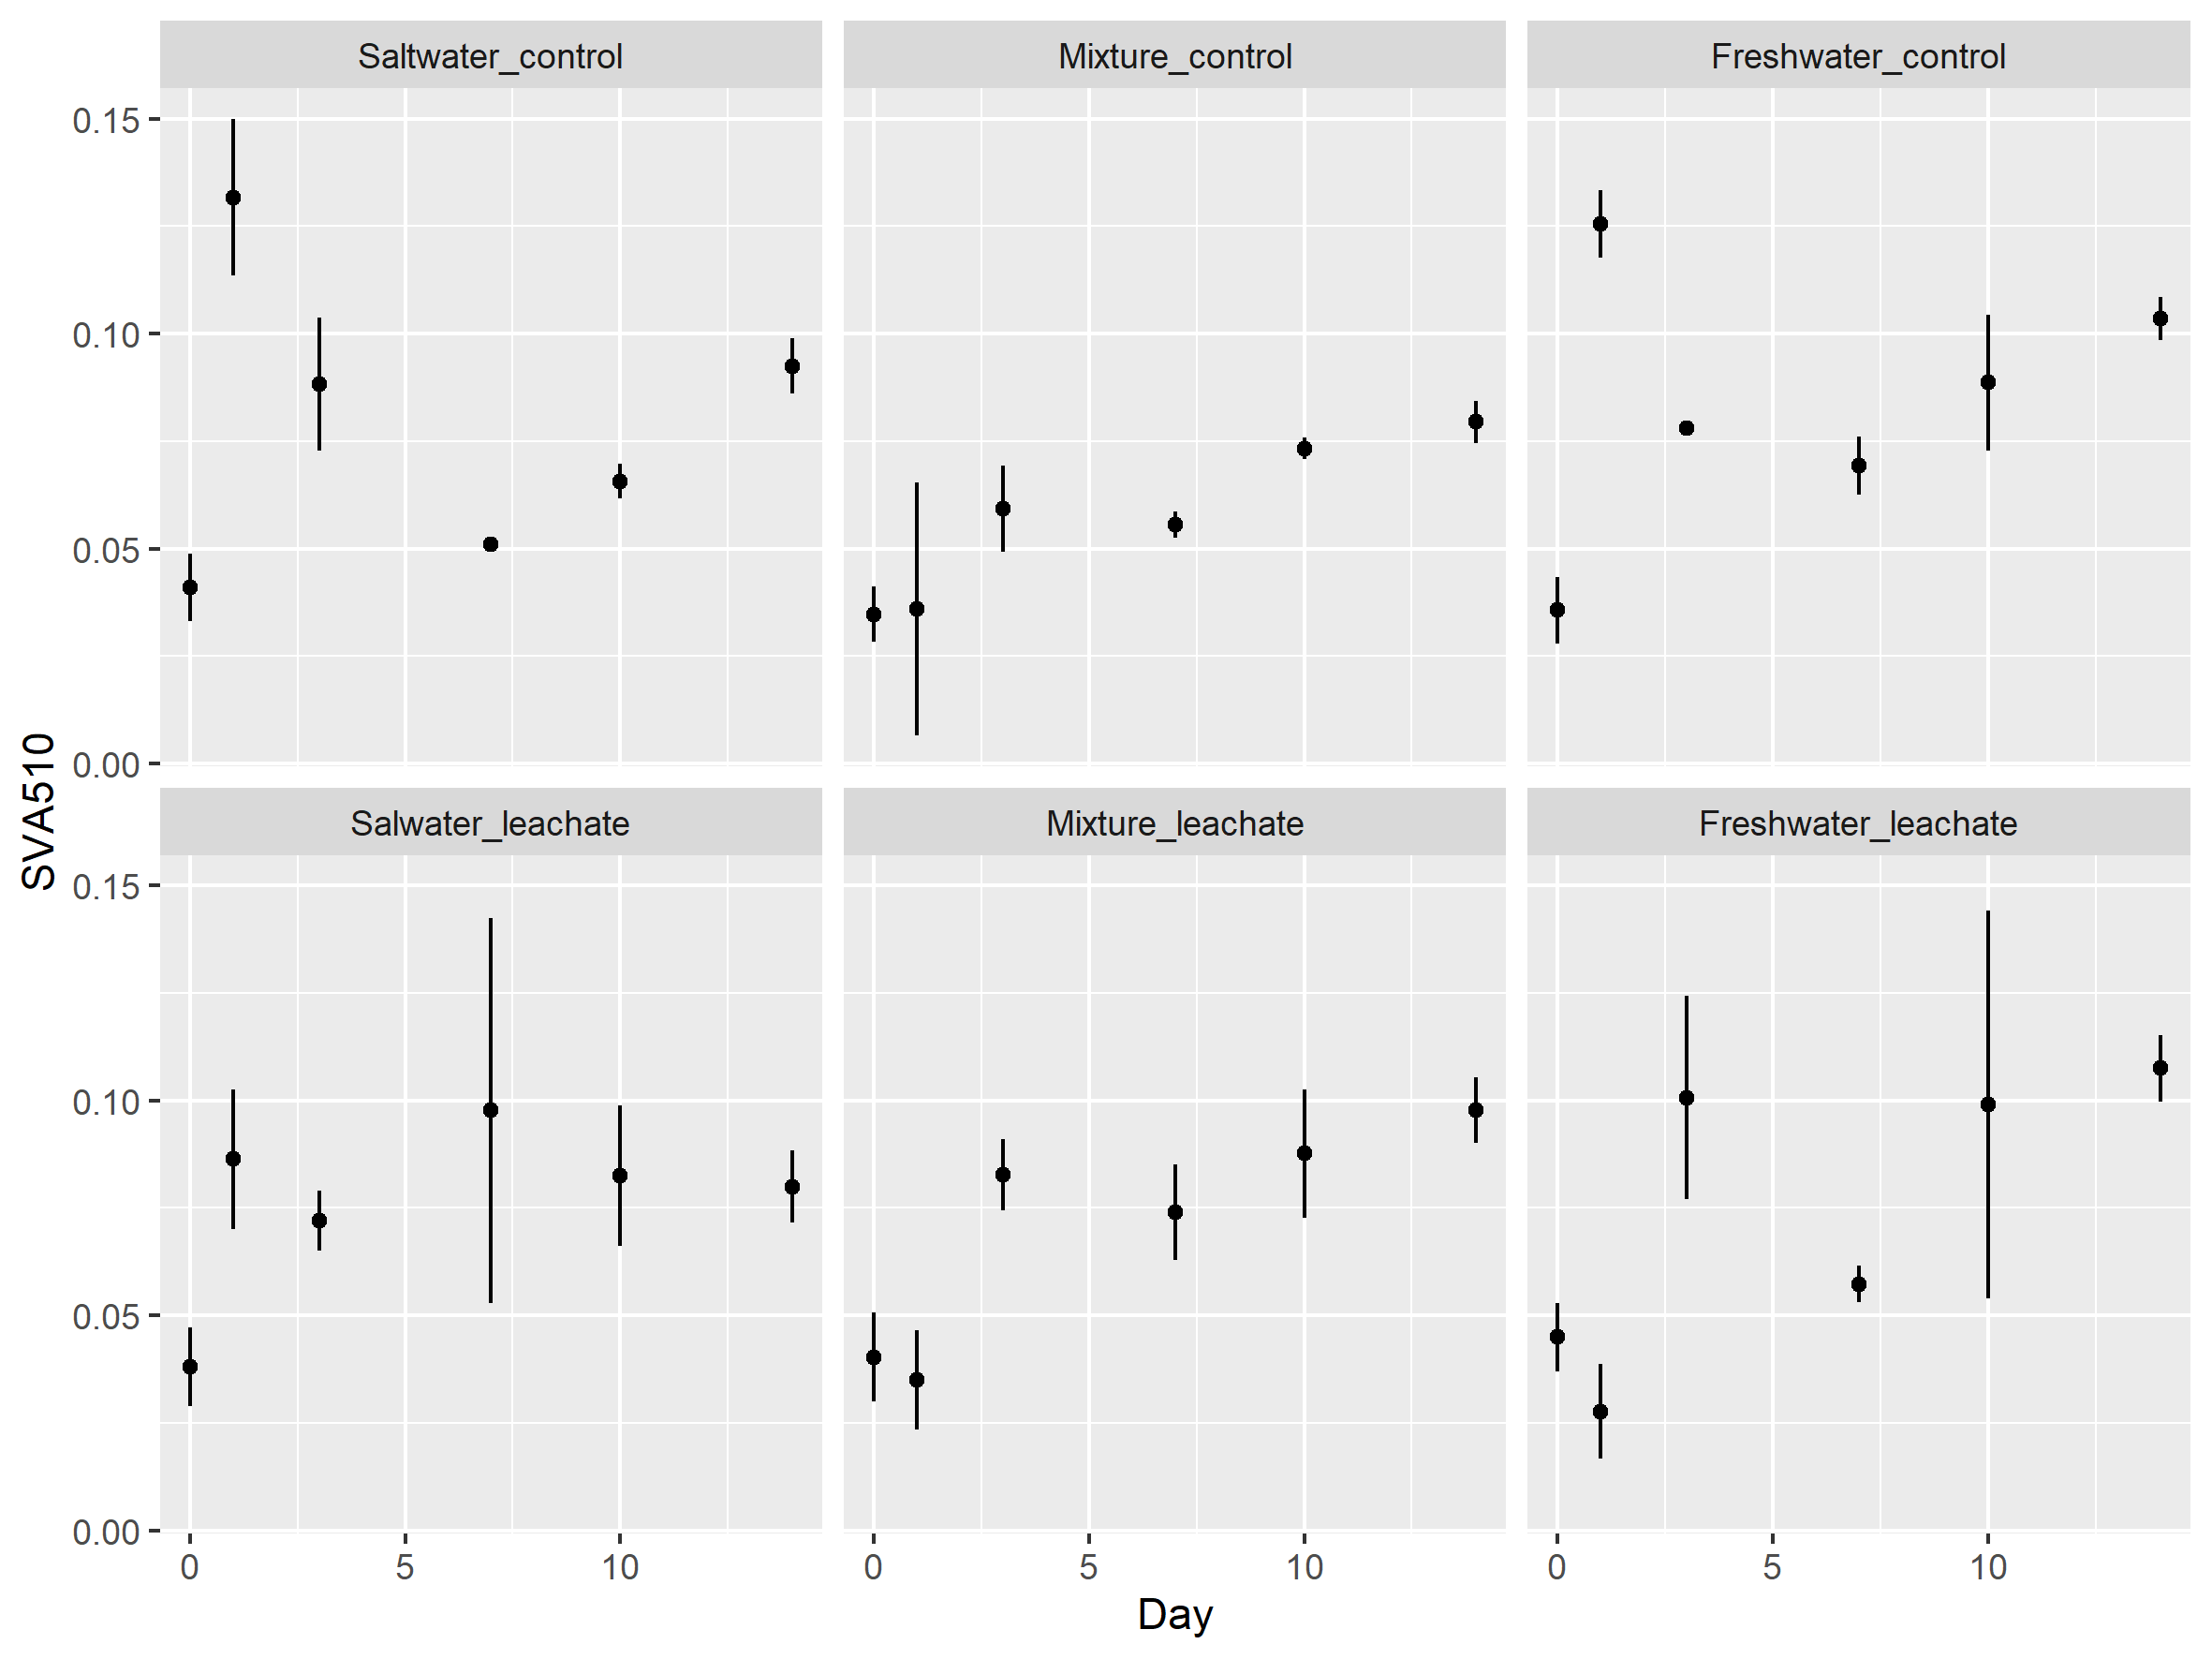 Saltwater_control
Mixture_control
Freshwater_control
0.15
0.10
0.05
0.00
SVA510
Salwater_leachate
Mixture_leachate
Freshwater_leachate
0.15
0.10
0.05
0.00
0 5 10
0 5 10
0 5 10
Day